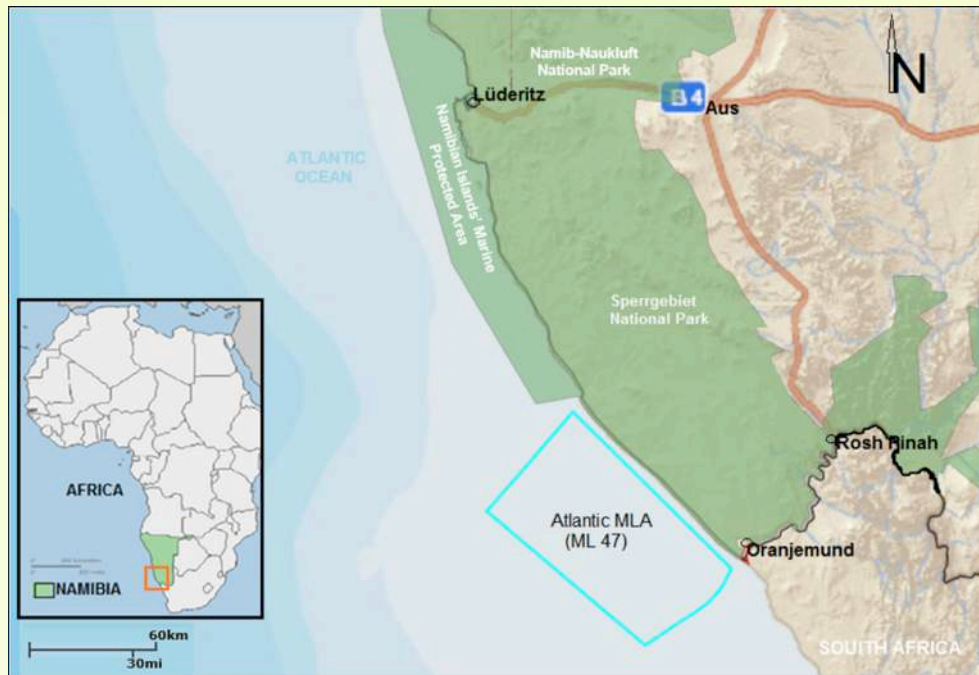 Namib-Naukluft
National Park
N
Lüderitz
B4
Aus
ATLANTIC
OCEAN
Namibian Islands' Marine
Protected Area
Sperrgebiet
National Park
AFRICA
NAMIBIA
Rosh Pinah
Atlantic MLA
(ML 47)
Oranjemund
60km
30mi
SOUTH AFRICA